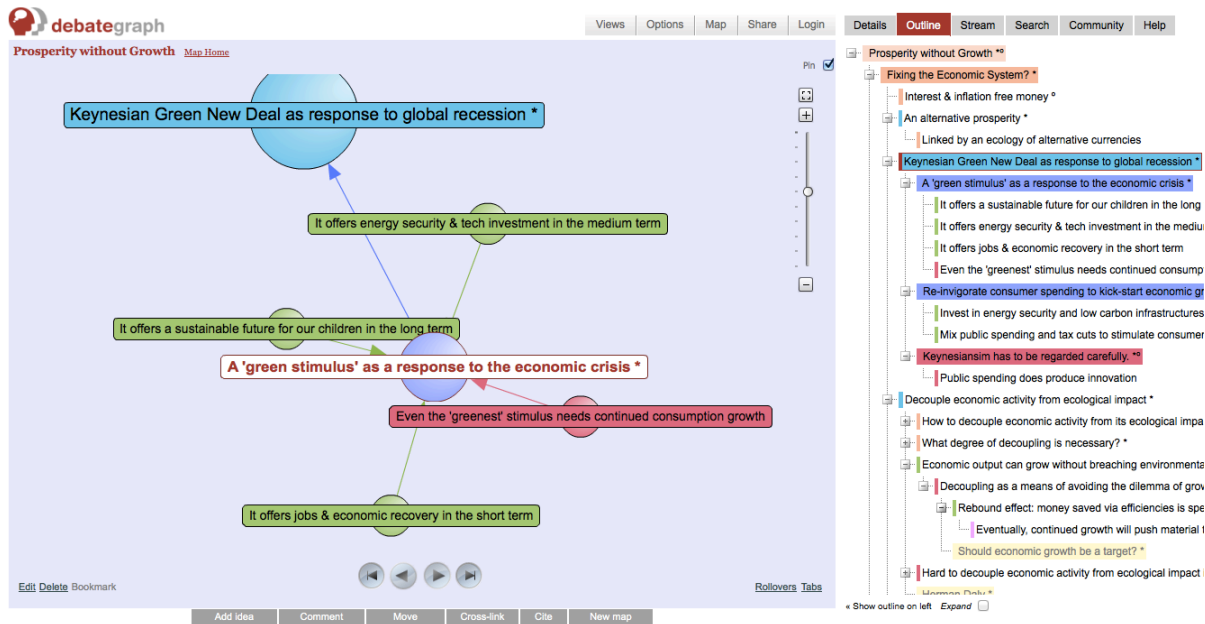 debategraph
Views Options Map Share Login
Prosperity without Growth Map Home
Pin
Keynesian Green New Deal as response to global recession *
It offers energy security & tech investment in the medium term
It offers a sustainable future for our children in the long term
A 'green stimulus' as a response to the economic crisis *
Even the 'greenest' stimulus needs continued consumption growth
It offers jobs & economic recovery in the short term
Edit Delete Bookmark
Rollovers Tabs
Add idea Comment Move Cross-link Cite New map
Details Outline Stream Search Community Help
Prosperity without Growth *º
Fixing the Economic System? *
Interest & inflation free money º
An alternative prosperity *
Linked by an ecology of alternative currencies
Keynesian Green New Deal as response to global recession *
A 'green stimulus' as a response to the economic crisis *
It offers a sustainable future for our children in the long
It offers energy security & tech investment in the mediu
It offers jobs & economic recovery in the short term
Even the 'greenest' stimulus needs continued consump
Re-invigorate consumer spending to kick-start economic gr
Invest in energy security and low carbon infrastructures
Mix public spending and tax cuts to stimulate consumer
Keynesiansim has to be regarded carefully. *º
Public spending does produce innovation
Decouple economic activity from ecological impact *
How to decouple economic activity from its ecological impa
What degree of decoupling is necessary? *
Economic output can grow without breaching environmenta
Decoupling as a means of avoiding the dilemma of grow
Rebound effect: money saved via efficiencies is spe
Eventually, continued growth will push material t
Should economic growth be a target? *
Hard to decouple economic activity from ecological impact
Herman Daly *
« Show outline on left Expand